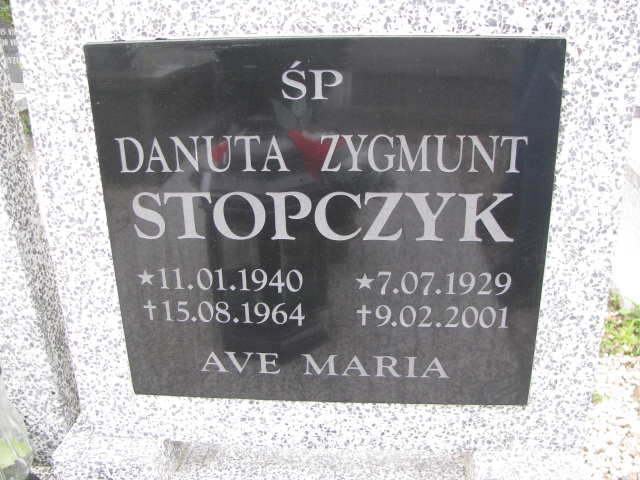 ŚP
DANUTA ZYGMUNT
STOPCZYK
★11.01.1940 ★7.07.1929
†15.08.1964 †9.02.2001
AVE MARIA